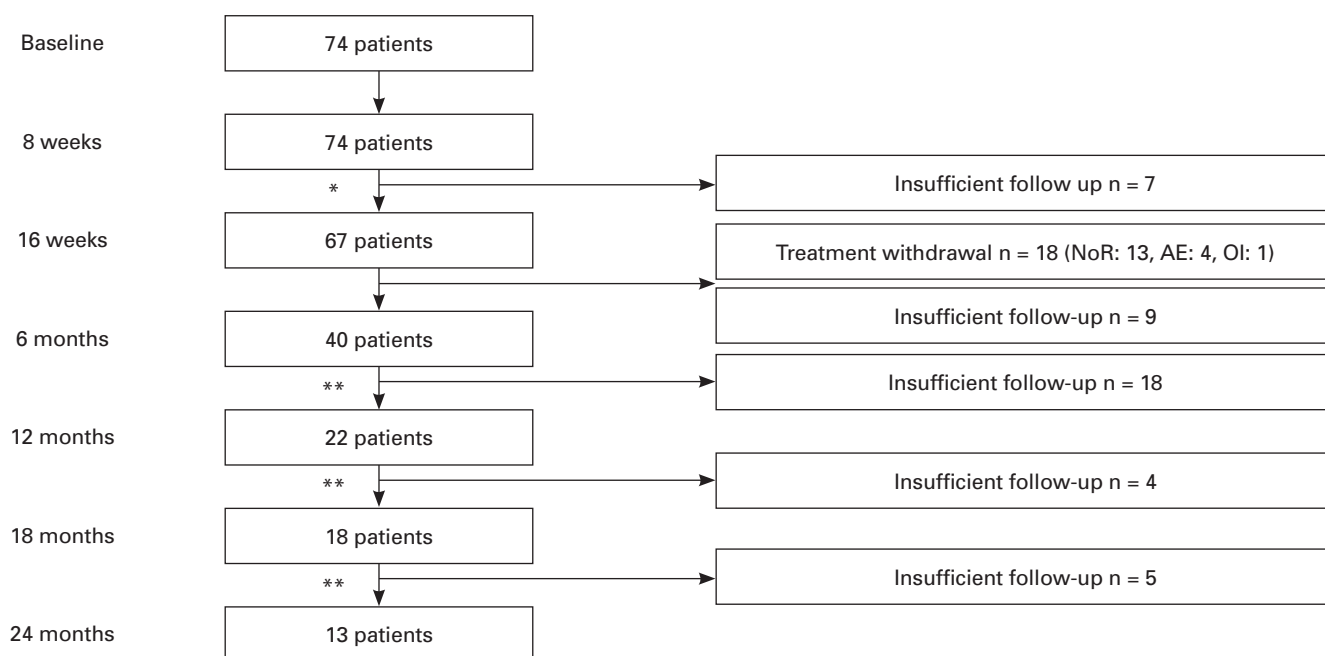 Baseline
74 patients
8 weeks
74 patients
*
Insufficient follow up n = 7
16 weeks
67 patients
Treatment withdrawal n = 18 (NoR: 13, AE: 4, OI: 1)
Insufficient follow-up n = 9
6 months
40 patients
**
Insufficient follow-up n = 18
12 months
22 patients
**
Insufficient follow-up n = 4
18 months
18 patients
**
Insufficient follow-up n = 5
24 months
13 patients